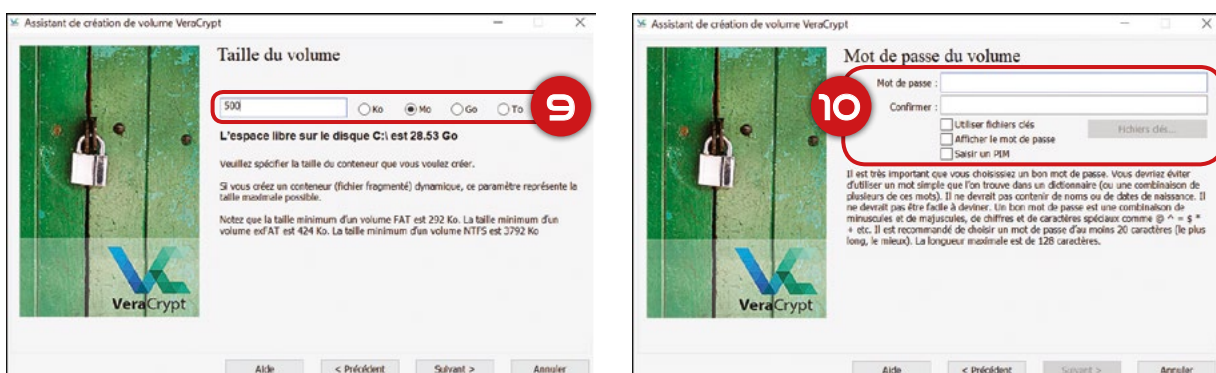 Assistant de création de volume VeraCrypt
Taille du volume
500
Ko Mo Go To
9
L'espace libre sur le disque C:\ est 28.53 Go
Veuillez spécifier la taille du conteneur que vous voulez créer.
Si vous créez un conteneur (fichier fragmenté) dynamique, ce paramètre représente la
taille maximale possible.
Notez que la taille minimum d'un volume FAT est 292 Ko. La taille minimum d'un
volume exFAT est 424 Ko. La taille minimum d'un volume NTFS est 3792 Ko
VeraCrypt
Aide < Précédent Suivant > Annuler
Assistant de création de volume VeraCrypt
Mot de passe du volume
10
Mot de passe :
Confirmer :
Utiliser fichiers clés
Fichiers clés...
Afficher le mot de passe
Saisir un PIM
Il est très important que vous choisissiez un bon mot de passe. Vous devriez éviter
d'utiliser un mot simple que l'on trouve dans un dictionnaire (ou une combinaison de
plusieurs de ces mots). Il ne devrait pas contenir de noms ou de dates de naissance. Il
ne devrait pas être facile à deviner. Un bon mot de passe est une combinaison de
minuscules et de majuscules, de chiffres et de caractères spéciaux comme @ ^ = $ *
+ etc. Il est recommandé de choisir un mot de passe d'au moins 20 caractères (le plus
long, le mieux). La longueur maximale est de 128 caractères.
VeraCrypt
Aide < Précédent Suivant > Annuler